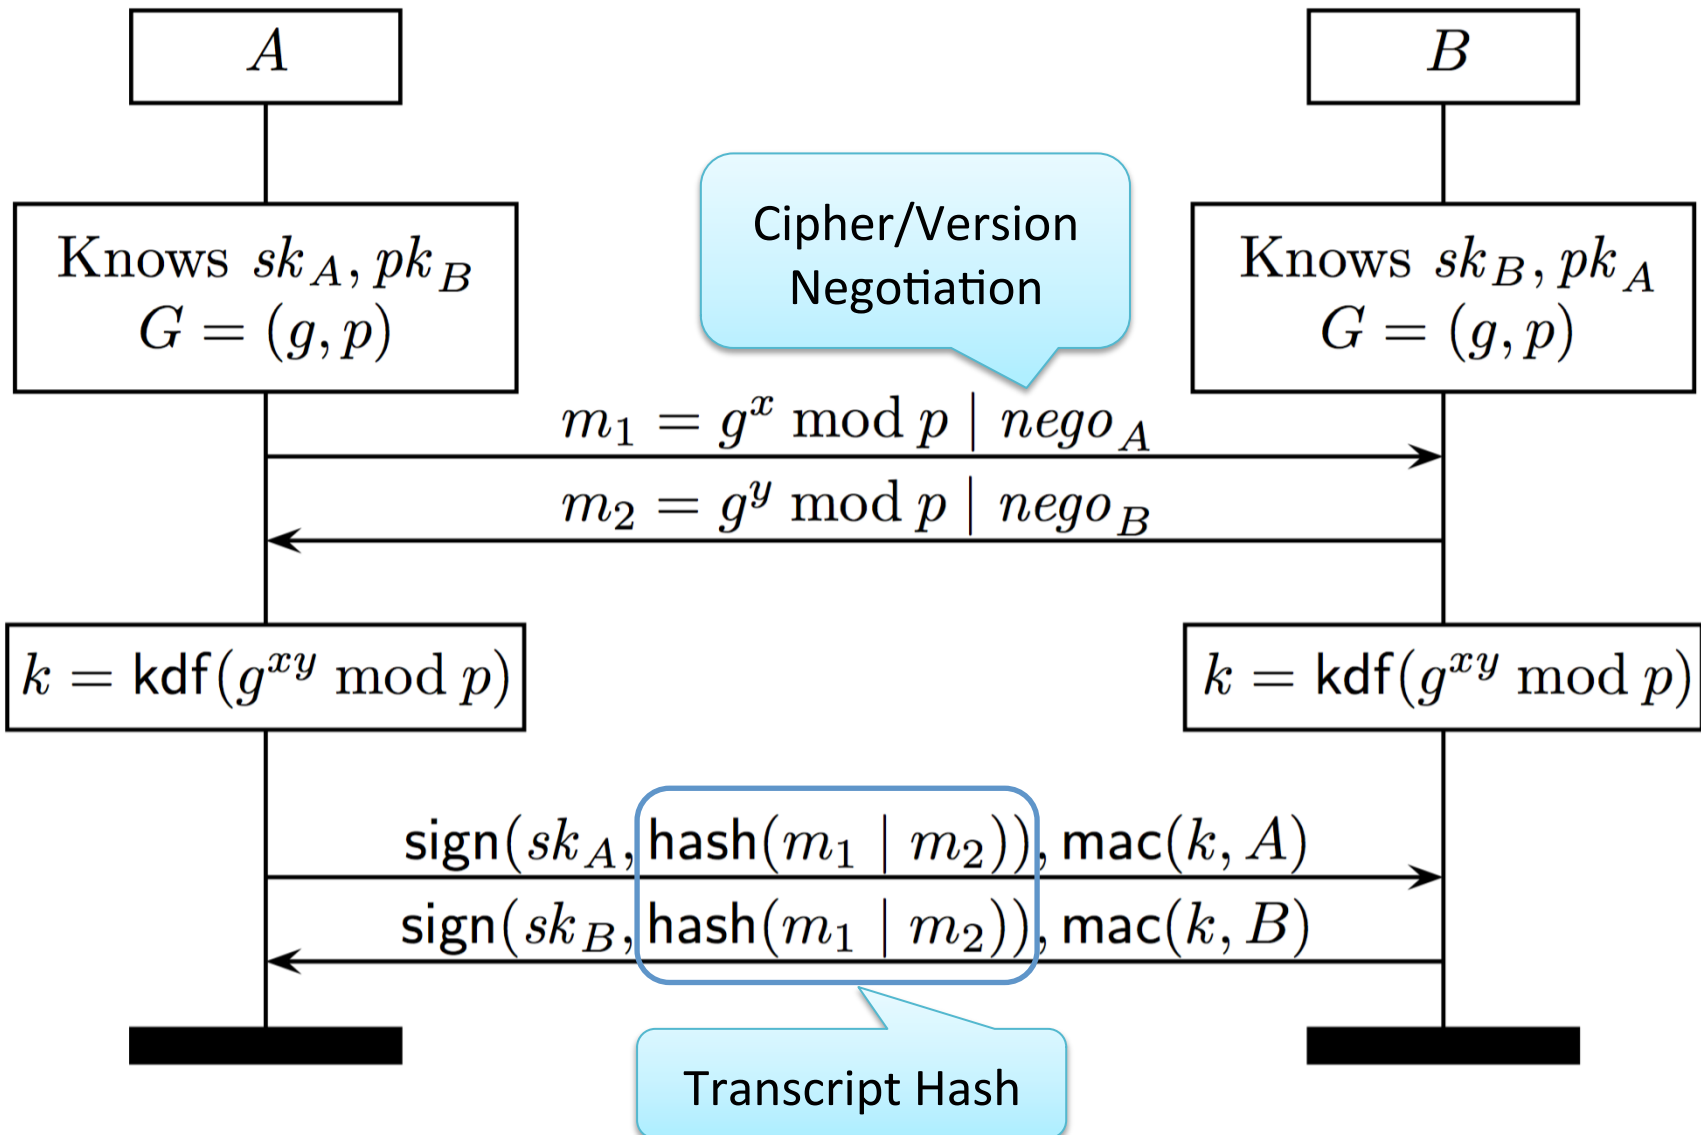 A
B
Cipher/Version
Negotiation
Knows sk_A, pk_B
G = (g, p)
Knows sk_B, pk_A
G = (g, p)
m_1 = g^x mod p | nego_A
m_2 = g^y mod p | nego_B
k = kdf(g^{xy} mod p)
k = kdf(g^{xy} mod p)
sign(sk_A, hash(m_1 | m_2)), mac(k, A)
sign(sk_B, hash(m_1 | m_2)), mac(k, B)
Transcript Hash